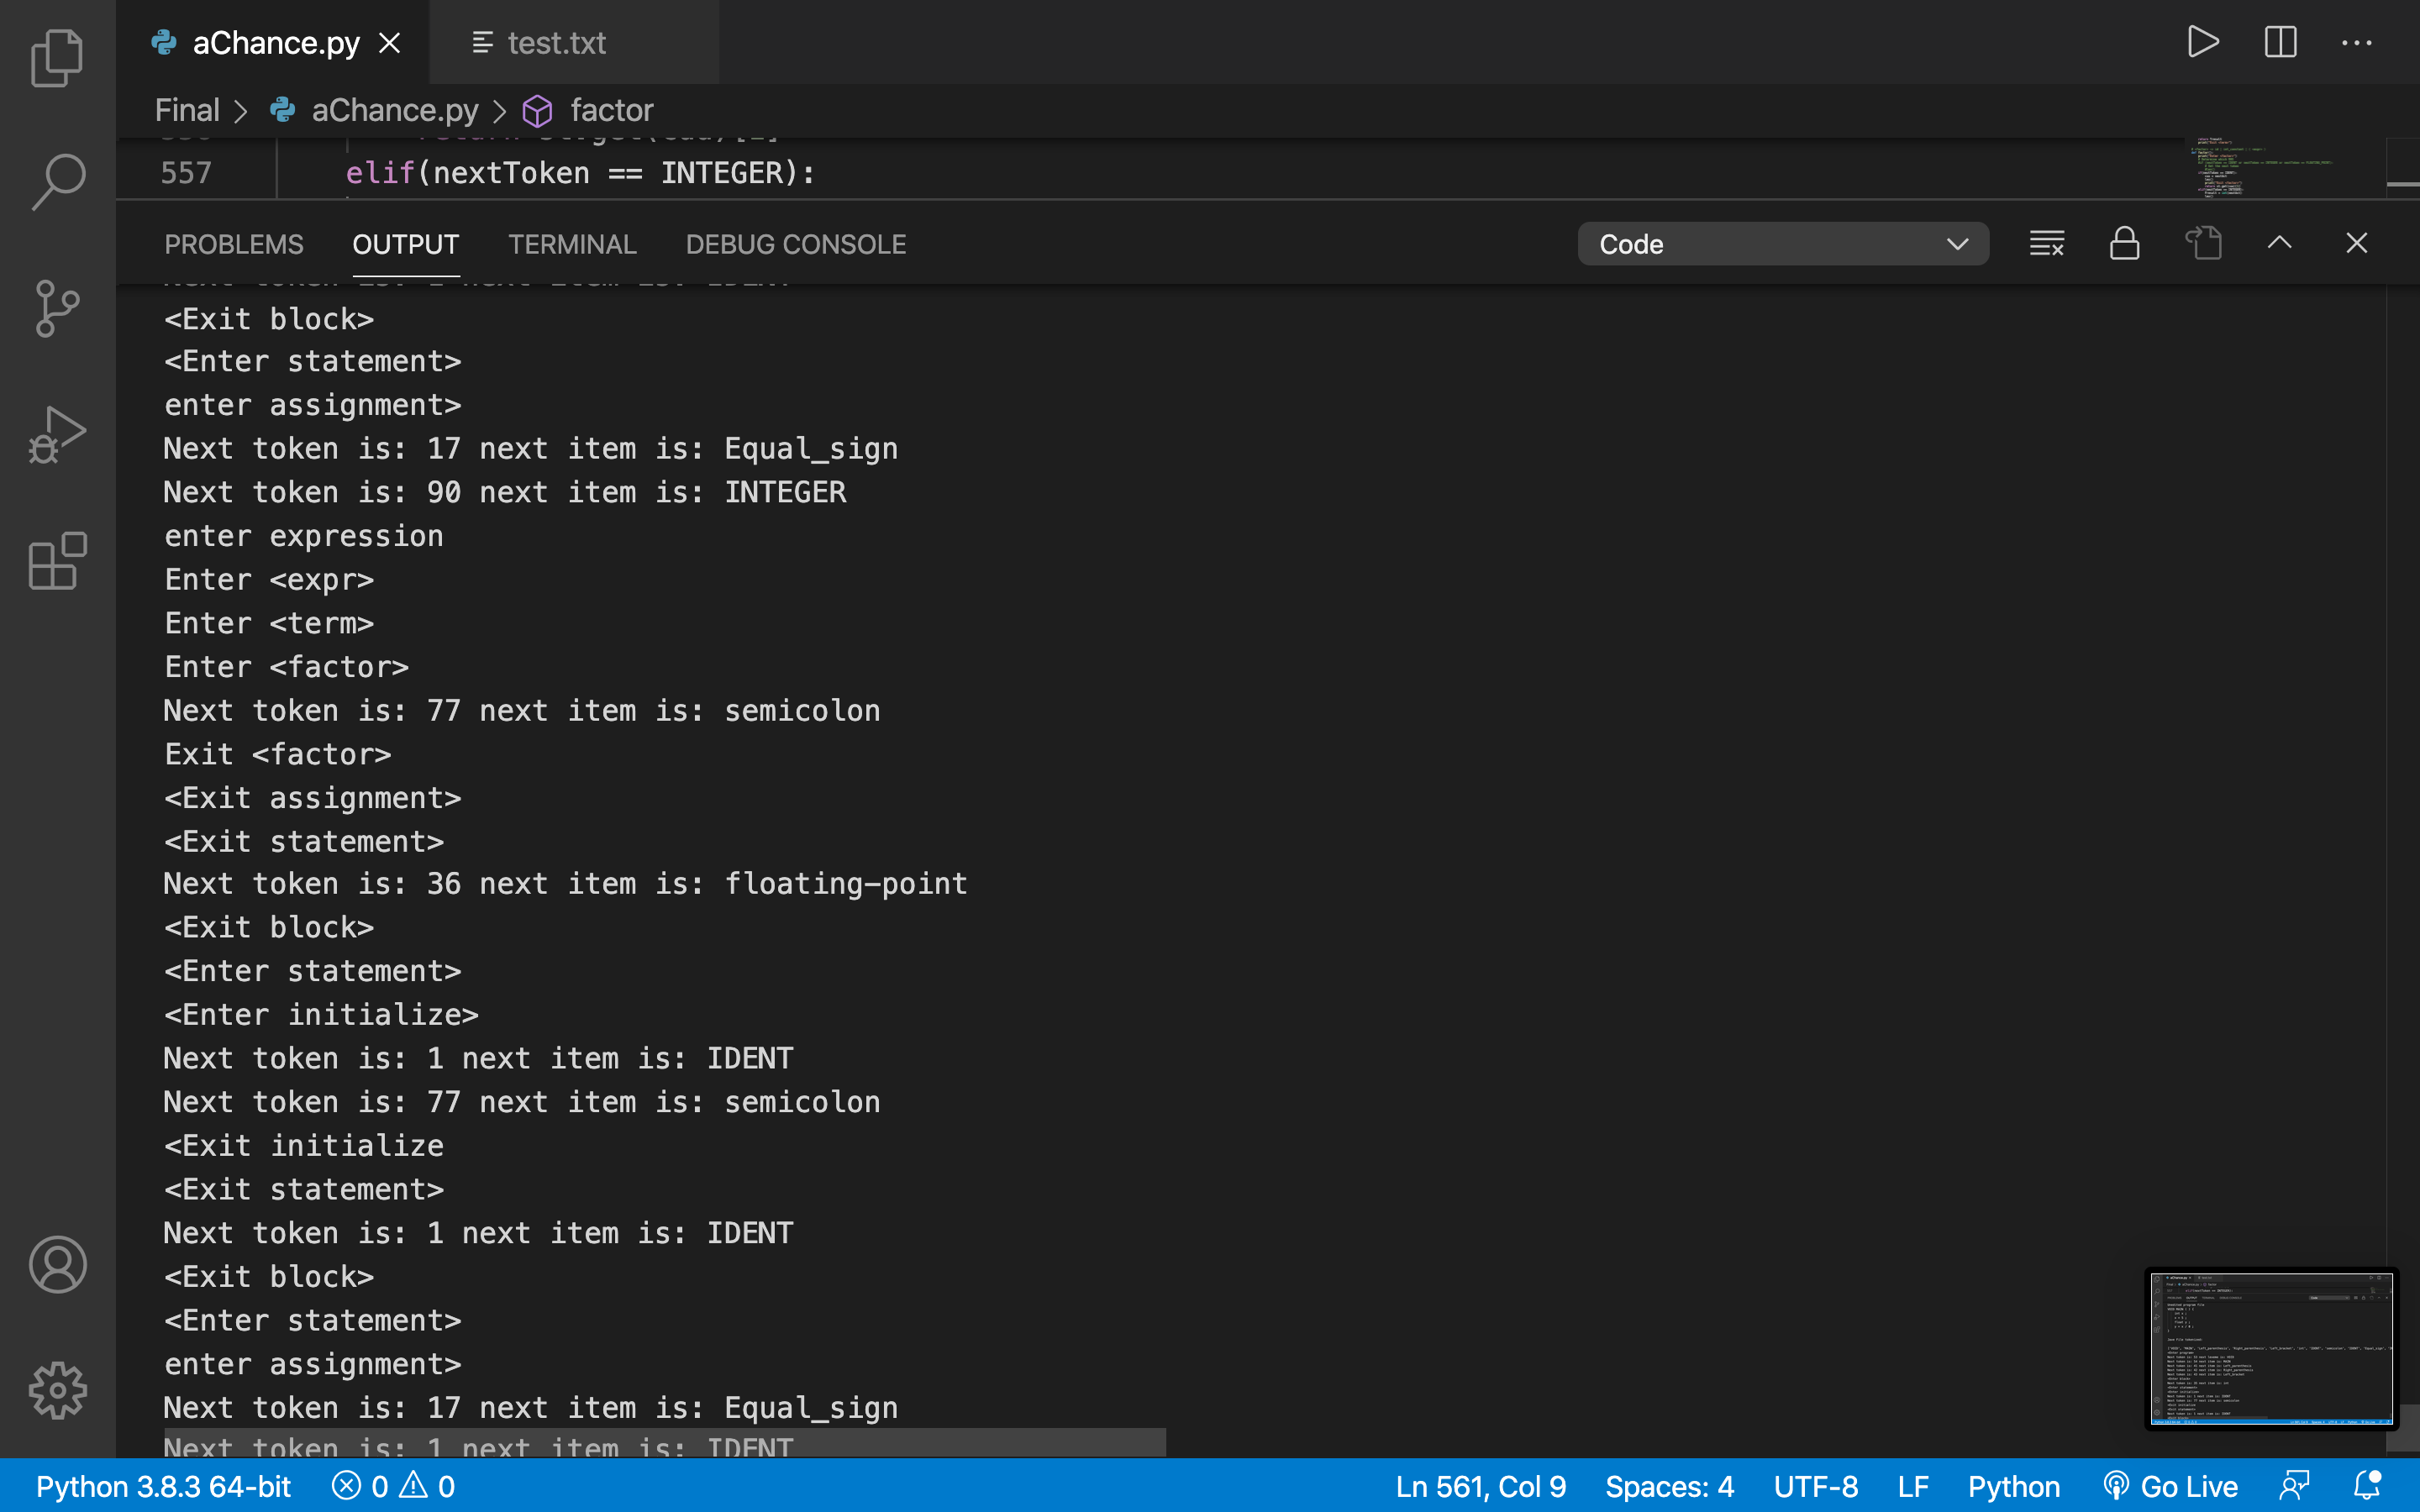 aChance.py
test.txt
Final > aChance.py > factor
557 elif(nextToken == INTEGER):
PROBLEMS OUTPUT TERMINAL DEBUG CONSOLE Code
<Exit block>
<Enter statement>
enter assignment>
Next token is: 17 next item is: Equal_sign
Next token is: 90 next item is: INTEGER
enter expression
Enter <expr>
Enter <term>
Enter <factor>
Next token is: 77 next item is: semicolon
Exit <factor>
<Exit assignment>
<Exit statement>
Next token is: 36 next item is: floating-point
<Exit block>
<Enter statement>
<Enter initialize>
Next token is: 1 next item is: IDENT
Next token is: 77 next item is: semicolon
<Exit initialize
<Exit statement>
Next token is: 1 next item is: IDENT
<Exit block>
<Enter statement>
enter assignment>
Next token is: 17 next item is: Equal_sign
Next token is: 1 next item is: IDENT
Python 3.8.3 64-bit 0 0 Ln 561, Col 9 Spaces: 4 UTF-8 LF Python Go Live